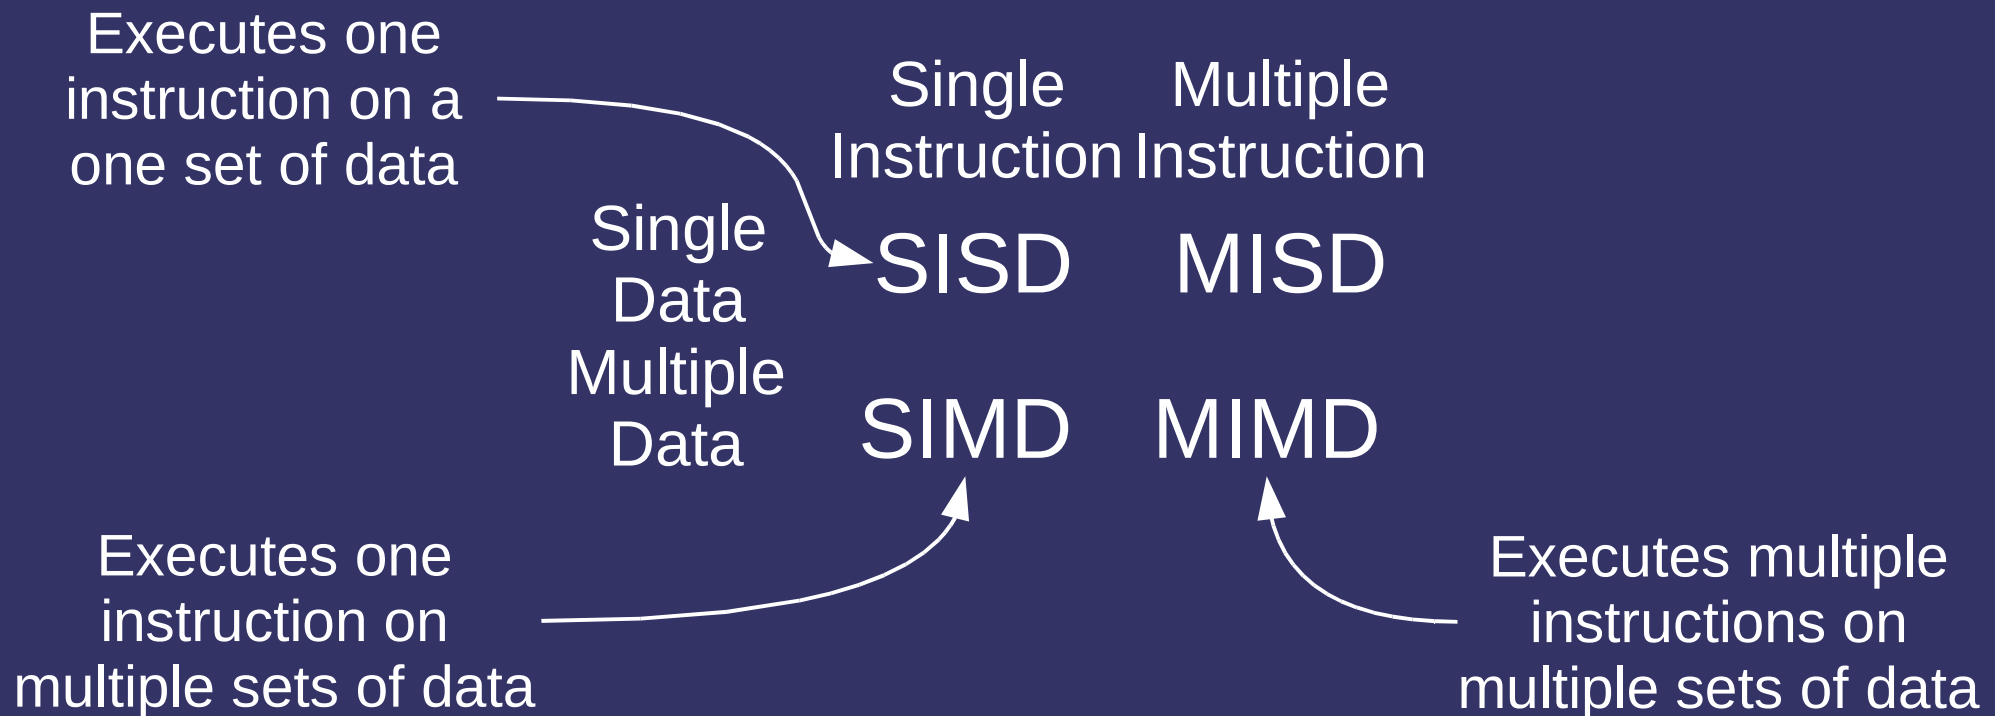 Executes one
instruction on a
one set of data
Single
Instruction
Multiple
Instruction
Single
Data
SISD
MISD
Multiple
Data
SIMD
MIMD
Executes one
instruction on
multiple sets of data
Executes multiple
instructions on
multiple sets of data